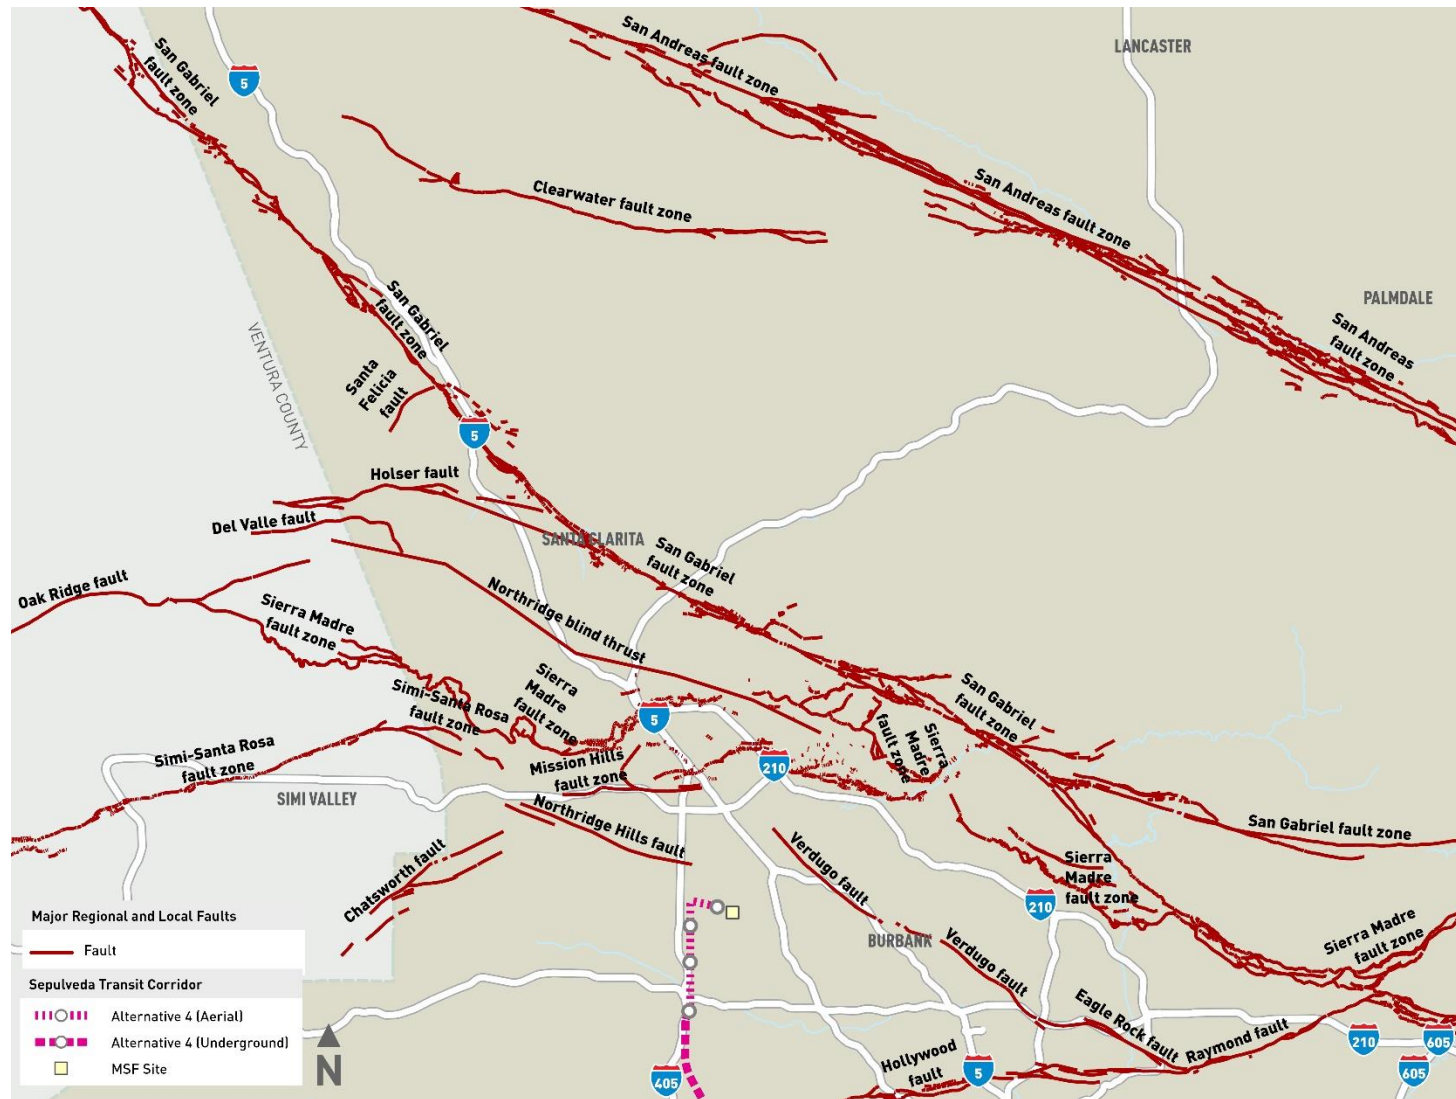 San Andreas fault zone
LANCASTER
San Gabriel
fault zone
5
Clearwater fault zone
San Andreas fault zone
PALMDALE
San Andreas
fault zone
San Gabriel
fault zone
VENTURA COUNTY
Santa
Felicia
fault
5
Holser fault
Del Valle fault
SANTA CLARITA
San Gabriel
fault zone
Oak Ridge fault
Northridge blind thrust
Sierra Madre
fault zone
Sierra
Madre
fault zone
San Gabriel
fault zone
Simi-Santa Rosa
fault zone
5
Sierra
Madre
fault zone
Simi-Santa Rosa
fault zone
Mission Hills
fault zone
210
SIMI VALLEY
Northridge Hills fault
San Gabriel fault zone
Chatsworth fault
Verdugo fault
Sierra
Madre
fault zone
210
BURBANK
Verdugo fault
Sierra Madre
fault zone
Eagle Rock fault
Raymond fault
Hollywood
fault
5
405
210
605
605
Major Regional and Local Faults
Fault
Sepulveda Transit Corridor
Alternative 4 (Aerial)
Alternative 4 (Underground)
MSF Site
N